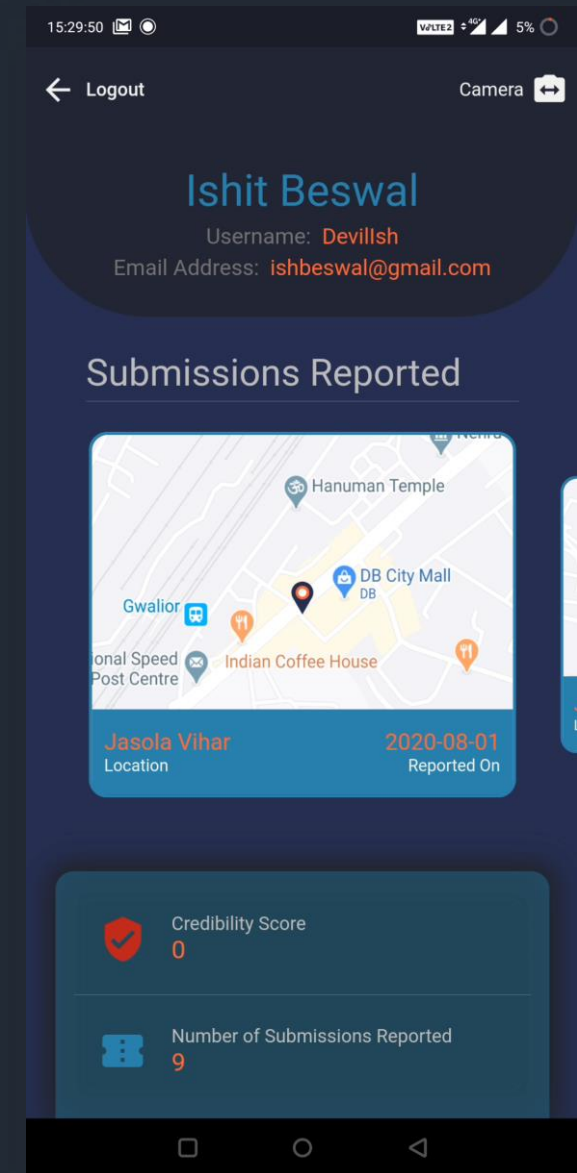 15:29:50 VoLTE2 4G+ 5%
Logout Camera
Ishit Beswal
Username: DevilIsh
Email Address: ishbeswal@gmail.com
Submissions Reported
Hanuman Temple
DB City Mall
DB
Gwalior
ional Speed
Post Centre
Indian Coffee House
Jasola Vihar 2020-08-01
Location Reported On
Credibility Score
0
Number of Submissions Reported
9